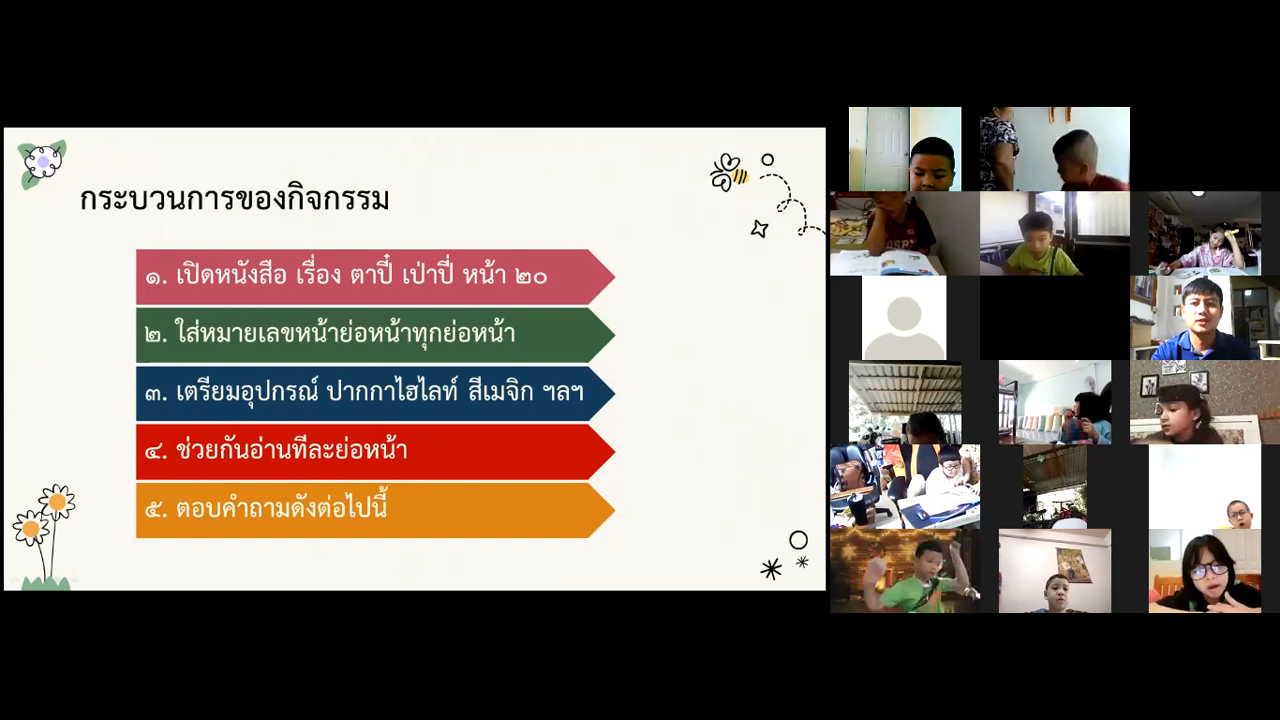 กระบวนการของกิจกรรม
๑. เปิดหนังสือ เรื่อง ตาปี๋ เป่าปี่ หน้า ๒๐
๒. ใส่หมายเลขหน้าย่อหน้าทุกย่อหน้า
๓. เตรียมอุปกรณ์ ปากกาไฮไลท์ สีเมจิก ฯลฯ
๔. ช่วยกันอ่านทีละย่อหน้า
๕. ตอบคำถามดังต่อไปนี้